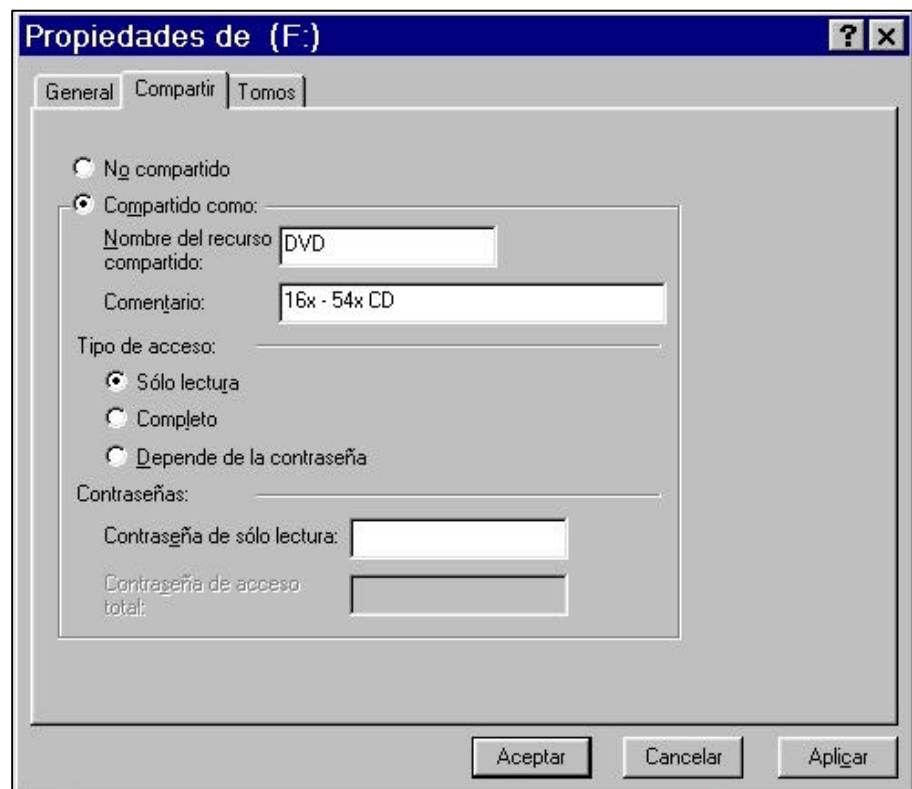 Propiedades de (F:)
General Compartir Tomos
No compartido
Compartido como:
Nombre del recurso
compartido:
DVD
Comentario:
16x - 54x CD
Tipo de acceso:
Sólo lectura
Completo
Depende de la contraseña
Contraseñas:
Contraseña de sólo lectura:
Contraseña de acceso
total:
Aceptar Cancelar Aplicar